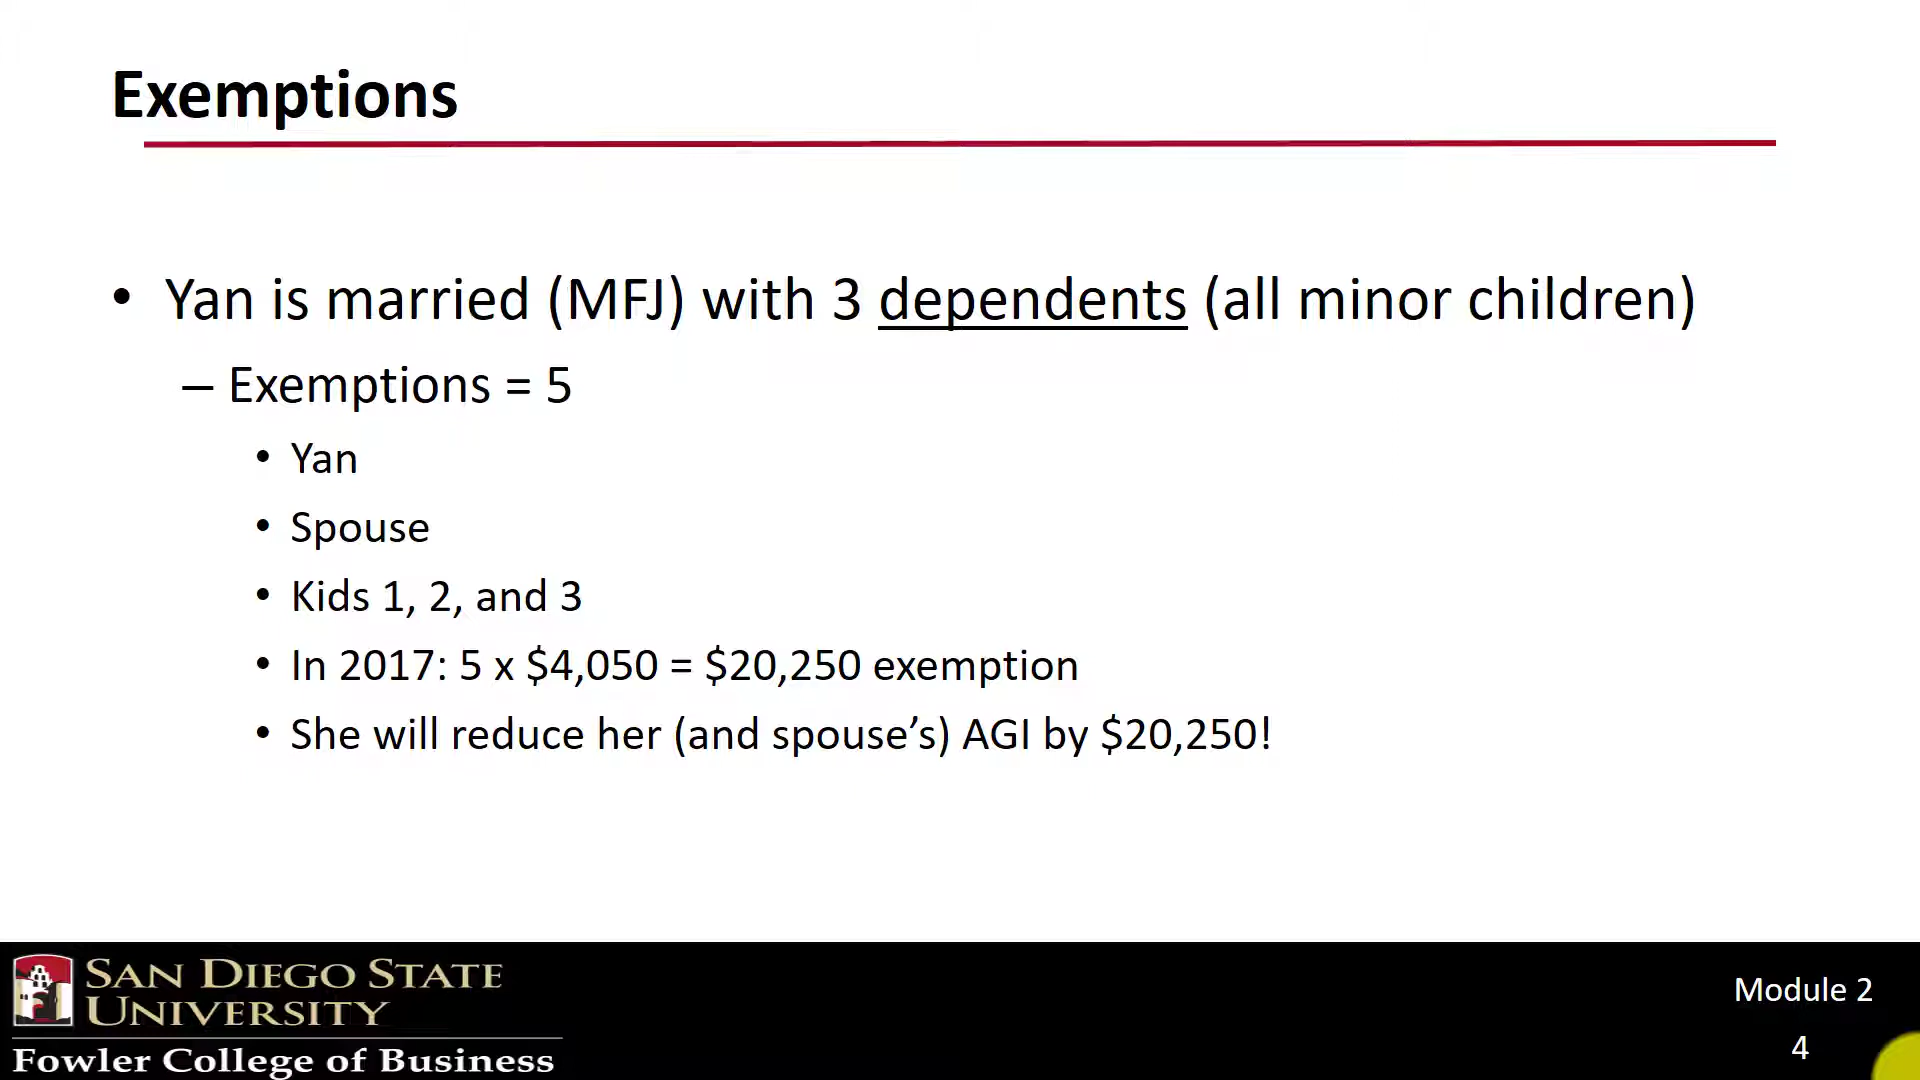 Exemptions
• Yan is married (MFJ) with 3 dependents (all minor children)
– Exemptions = 5
• Yan
• Spouse
• Kids 1, 2, and 3
• In 2017: 5 x $4,050 = $20,250 exemption
• She will reduce her (and spouse’s) AGI by $20,250!
SAN DIEGO STATE
UNIVERSITY
Fowler College of Business
Module 2
4